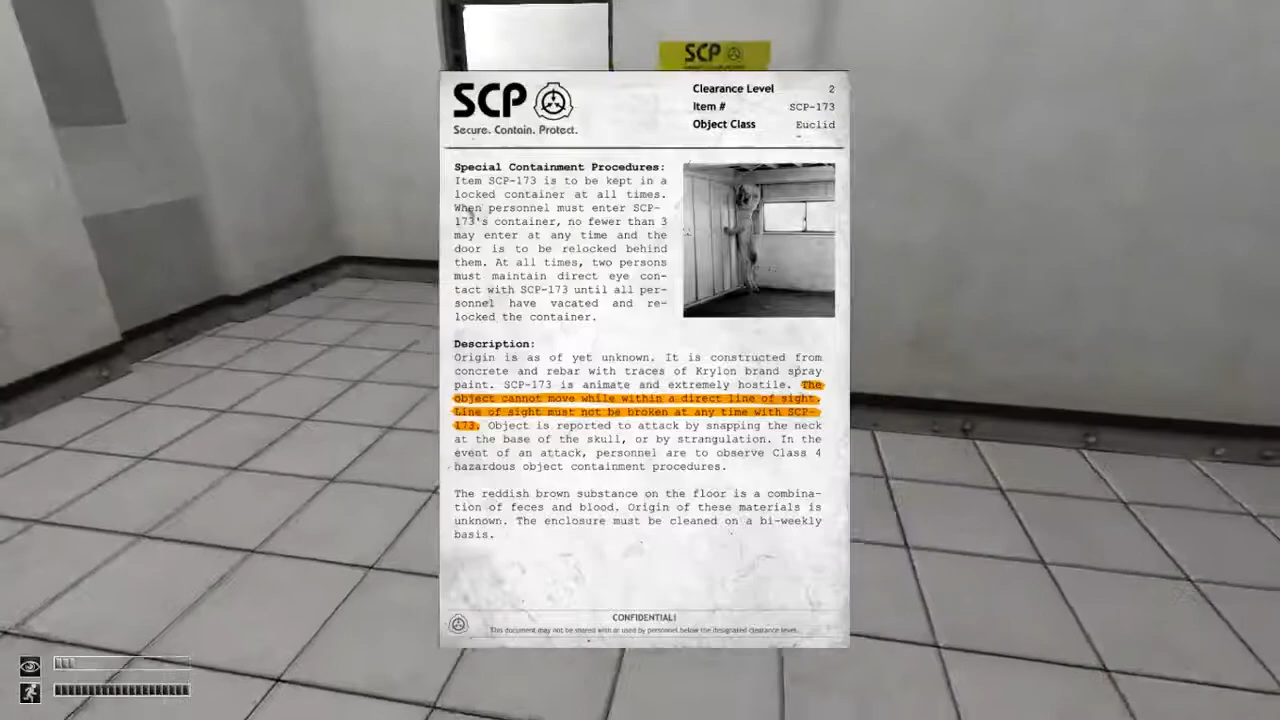 SCP
SCP
Secure. Contain. Protect.
Clearance Level 2
Item # SCP-173
Object Class Euclid
Special Containment Procedures:
Item SCP-173 is to be kept in a
locked container at all times.
When personnel must enter SCP-
173's container, no fewer than 3
may enter at any time and the
door is to be relocked behind
them. At all times, two persons
must maintain direct eye con-
tact with SCP-173 until all per-
sonnel have vacated and re-
locked the container.
Description:
Origin is as of yet unknown. It is constructed from
concrete and rebar with traces of Krylon brand spray
paint. SCP-173 is animate and extremely hostile. The
object cannot move while within a direct line of sight.
Line of sight must not be broken at any time with SCP-
173. Object is reported to attack by snapping the neck
at the base of the skull, or by strangulation. In the
event of an attack, personnel are to observe Class 4
hazardous object containment procedures.
The reddish brown substance on the floor is a combina-
tion of feces and blood. Origin of these materials is
unknown. The enclosure must be cleaned on a bi-weekly
basis.
CONFIDENTIAL!
This document may not be shared with or used by personnel below the designated clearance level.